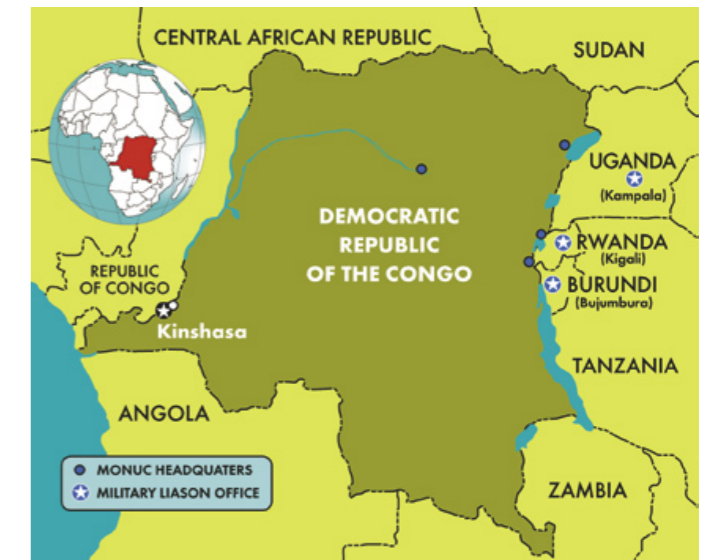 CENTRAL AFRICAN REPUBLIC
SUDAN
UGANDA
(Kampala)
DEMOCRATIC
REPUBLIC
OF THE CONGO
RWANDA
(Kigali)
REPUBLIC
OF CONGO
BURUNDI
(Bujumbura)
Kinshasa
TANZANIA
ANGOLA
MONUC HEADQUATERS
MILITARY LIASON OFFICE
ZAMBIA